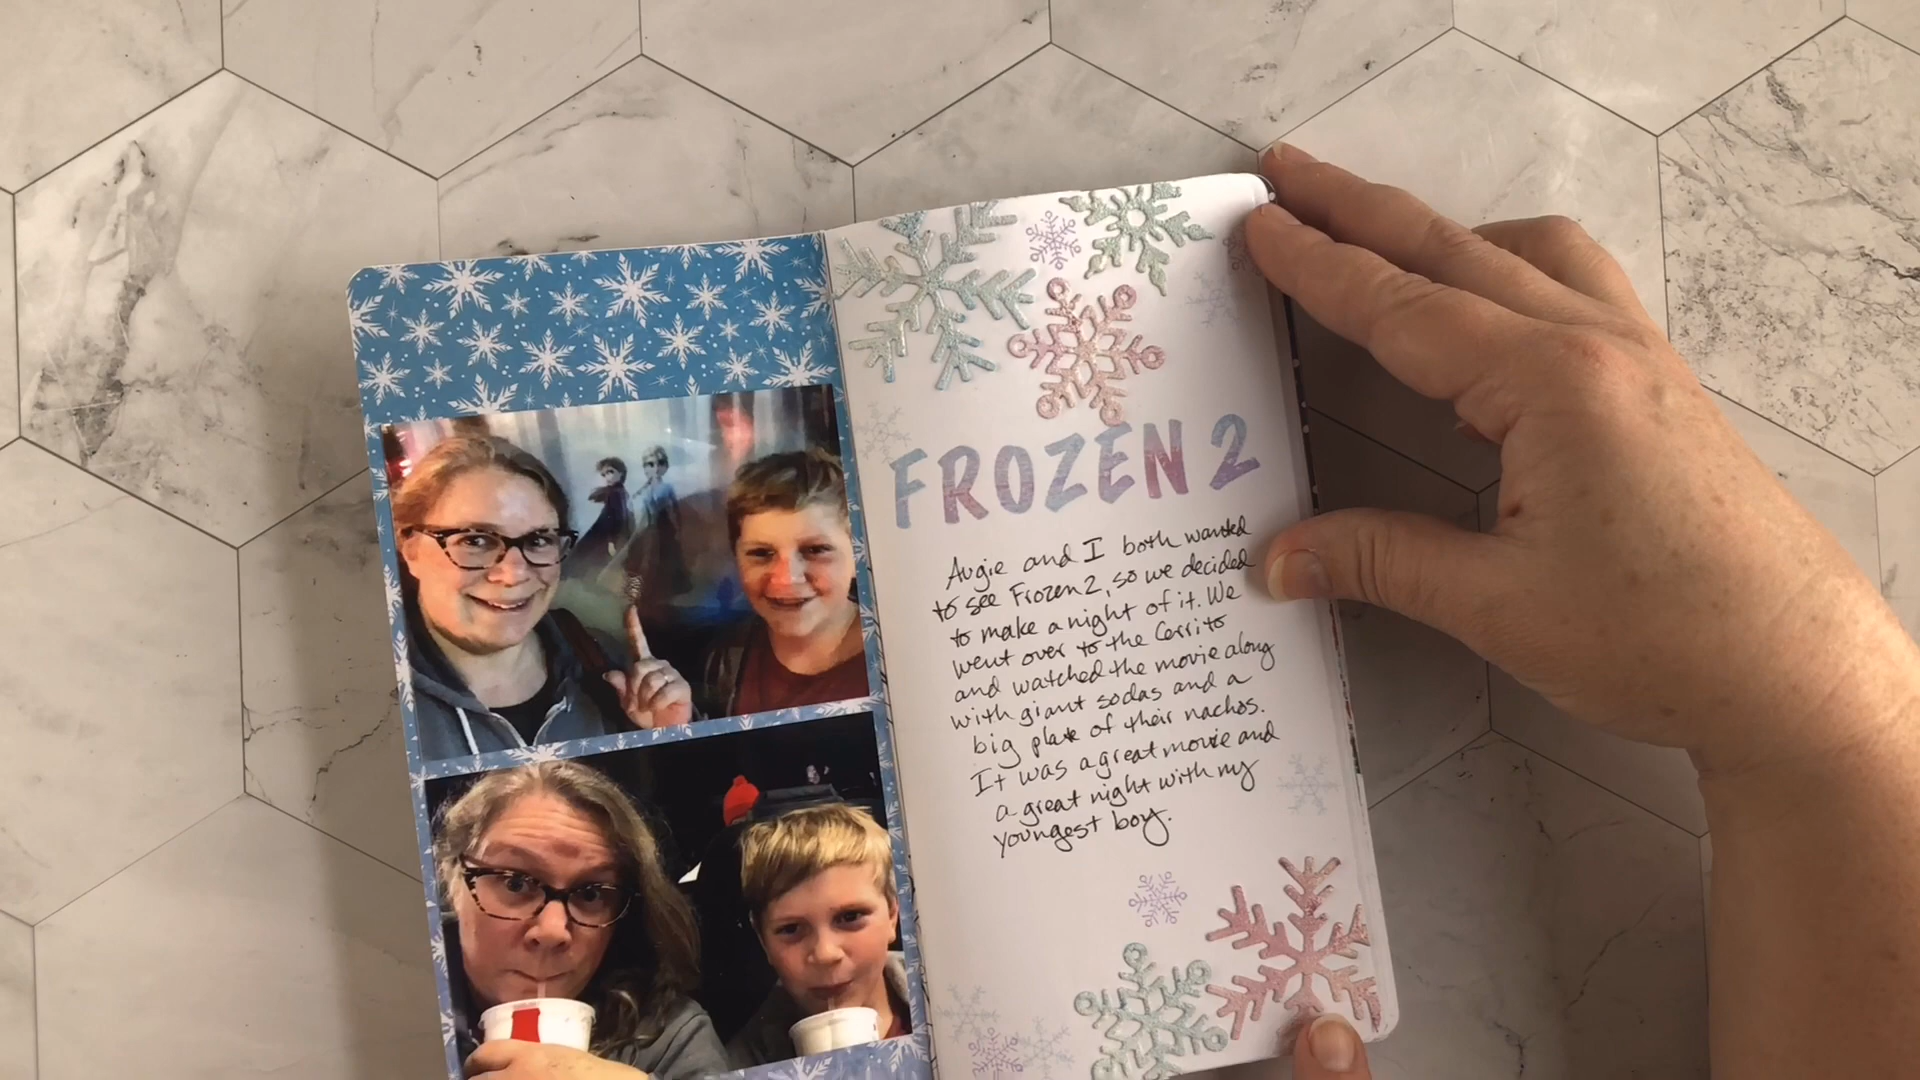 FROZEN 2
Augie and I both wanted
to see Frozen 2, so we decided
to make a night of it. We
went over to the Cerrito
and watched the movie along
with giant sodas and a
big plate of their nachos.
It was a great movie and
a great night with my
youngest boy.